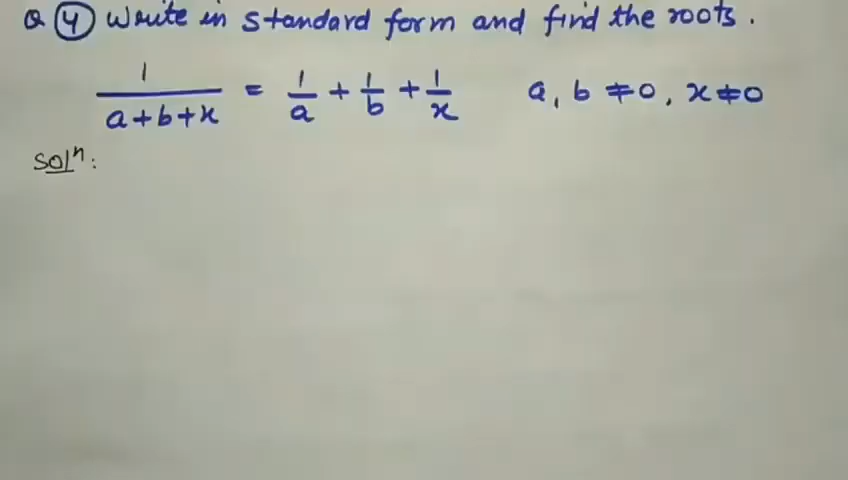 Q (4) Write in standard form and find the roots.
1/(a+b+x) = 1/a + 1/b + 1/x a, b ≠ 0, x ≠ 0
Solⁿ: